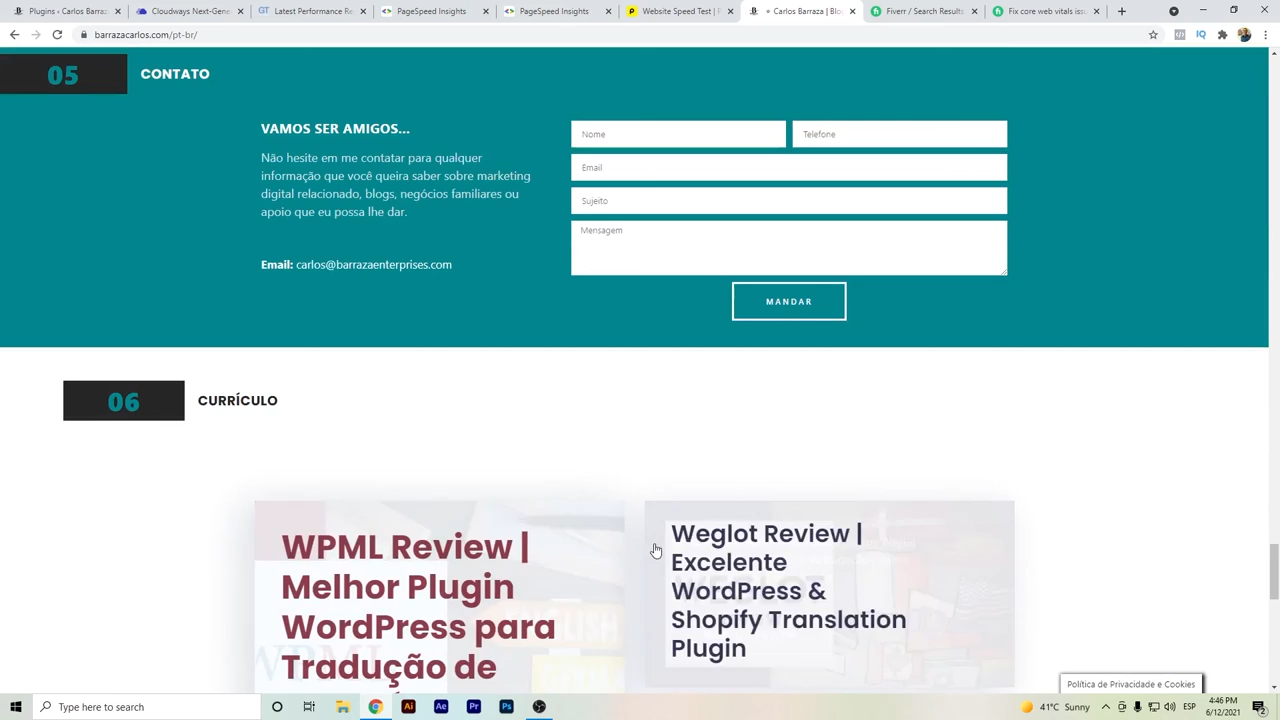 Plugins ‹ Carlos Barraza
Cloudways Next-Gene
Latest Performance Re
PageSpeed Insights
PageSpeed Insights
Website Speed Test | P
Carlos Barraza | Blo
Fiverr / Search Results
Fix core web vitals iss
barrazacarlos.com/pt-br/
05
CONTATO
VAMOS SER AMIGOS...
Não hesite em me contatar para qualquer
informação que você queira saber sobre marketing
digital relacionado, blogs, negócios familiares ou
apoio que eu possa lhe dar.
Email: carlos@barrazaenterprises.com
Nome
Telefone
Email
Sujeito
Mensagem
MANDAR
06
CURRÍCULO
WPML Review |
Melhor Plugin
WordPress para
Tradução de
Weglot Review |
Excelente
WordPress &
Shopify Translation
Plugin
Política de Privacidade e Cookies
Type here to search
41°C Sunny
ESP
4:46 PM
6/12/2021